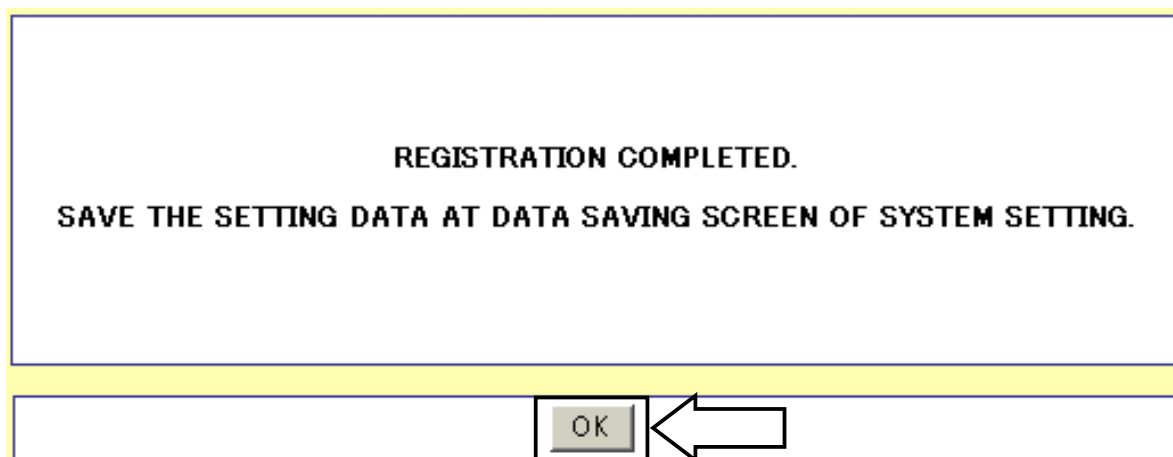 REGISTRATION COMPLETED.
SAVE THE SETTING DATA AT DATA SAVING SCREEN OF SYSTEM SETTING.
OK